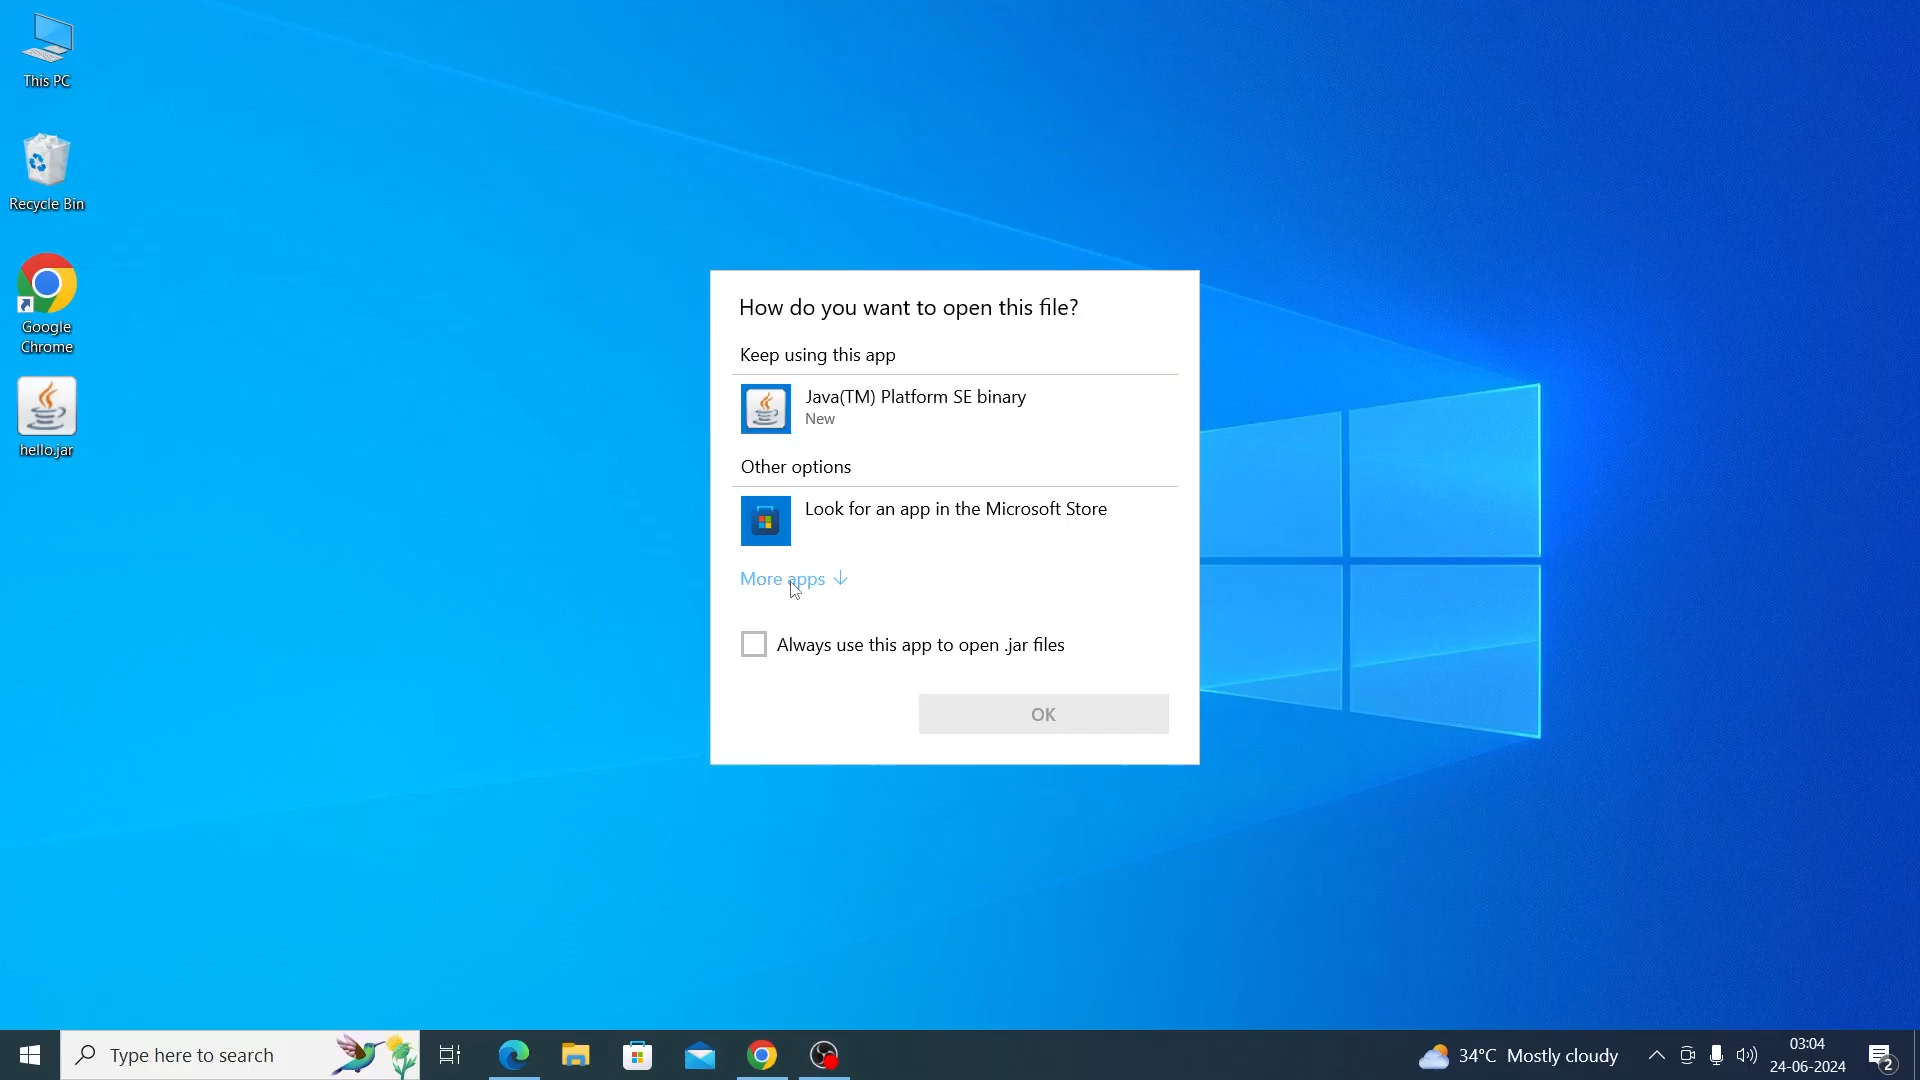 This PC
Recycle Bin
Google
Chrome
hello.jar
How do you want to open this file?
Keep using this app
Java(TM) Platform SE binary
New
Other options
Look for an app in the Microsoft Store
More apps
Always use this app to open .jar files
OK
Type here to search
34°C Mostly cloudy
03:04
24-06-2024
2